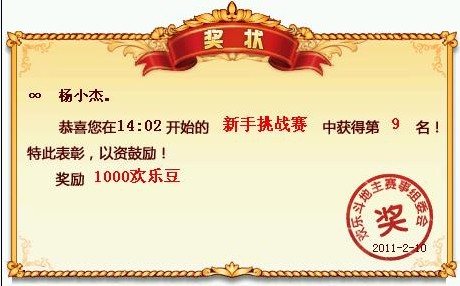 奖状
∞ 杨小杰。
恭喜您在14:02开始的 新手挑战赛 中获得第 9 名！
特此表彰，以资鼓励！
奖励 1000欢乐豆
欢乐斗地主赛事组委会
奖
2011-2-10